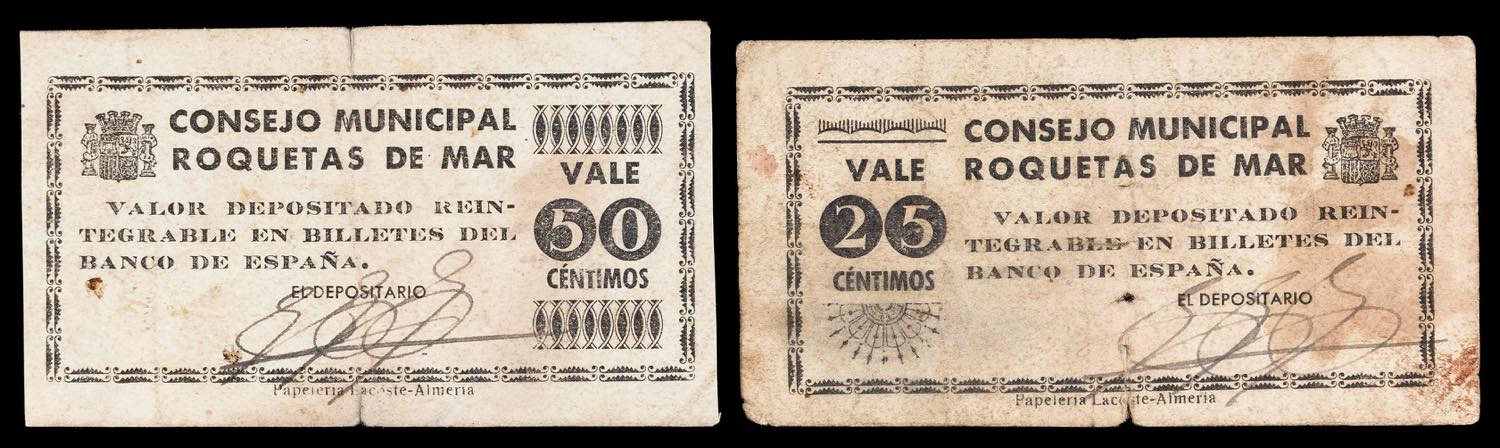 CONSEJO MUNICIPAL
ROQUETAS DE MAR
VALOR DEPOSITADO REIN-
TEGRABLE EN BILLETES DEL
BANCO DE ESPAÑA.
EL DEPOSITARIO
VALE
50
CÉNTIMOS
Papelería Lacoste-Almería
VALE
25
CÉNTIMOS
CONSEJO MUNICIPAL
ROQUETAS DE MAR
VALOR DEPOSITADO REIN-
TEGRABLE EN BILLETES DEL
BANCO DE ESPAÑA.
EL DEPOSITARIO
Papelería Lacoste-Almería